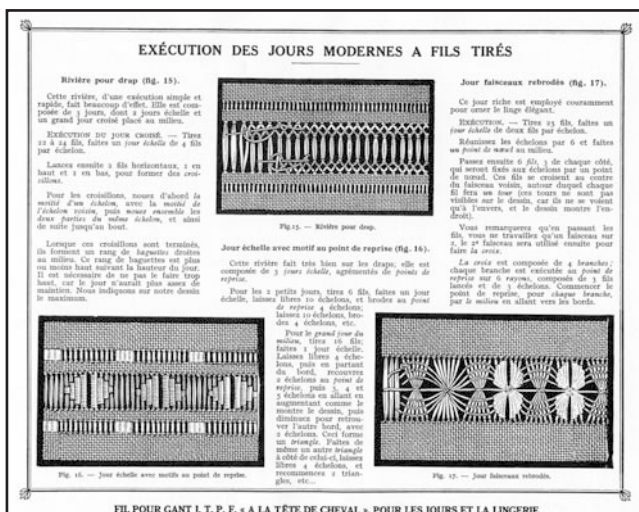 EXÉCUTION DES JOURS MODERNES A FILS TIRÉS
Rivière pour drap (fig. 15).
Cette rivière, d'une exécution simple et
rapide, fait beaucoup d'effet. Elle est com-
posée de 3 jours, dont 2 jours échelle et
un grand jour croisé placé au milieu.
EXÉCUTION DU JOUR CROISÉ. — Tirez
22 à 24 fils, faites un jour échelle de 4 fils
par échelon.
Lancez ensuite 2 fils horizontaux, 1 en
haut et 1 en bas, pour former des croi-
sillons.
Pour les croisillons, nouez d'abord la
moitié d'un échelon, avec la moitié de
l'échelon voisin, puis nouez ensemble les
deux parties du même échelon, et ainsi
de suite jusqu'au bout.
Lorsque ces croisillons sont terminés,
ils forment un rang de baguettes droites
au milieu. Ce rang de baguettes est plus
ou moins haut suivant la hauteur du jour.
Il est nécessaire de ne pas le faire trop
haut, car le jour n'aurait plus assez de
maintien. Nous indiquons sur notre dessin
le maximum.
Fig. 15. — Rivière pour drap.
Jour échelle avec motif au point de reprise (fig. 16).
Cette rivière fait très bien sur les draps; elle est
composée de 3 jours échelle, agrémentés de points de
reprise.
Pour les 2 petits jours, tirez 6 fils, faites un jour
échelle, laissez libres 10 échelons, et brodez au point
de reprise 4 échelons;
laissez 10 échelons, bro-
dez 4 échelons, etc.
Pour le grand jour du
milieu, tirez 16 fils;
faites 1 jour échelle.
Laissez libres 4 éche-
lons, puis en partant
du bord, recouvrez
2 échelons au point de
reprise, puis 3, 4 et
5 échelons en allant en
augmentant comme le
montre le dessin, puis
diminuez pour retrou-
ver l'autre bord, avec
2 échelons. Ceci forme
un triangle. Faites de
même un autre triangle
à côté de celui-ci, laissez
libres 4 échelons, et
recommencez 2 trian-
gles, etc...
Jour faisceaux rebrodés (fig. 17).
Ce jour riche est employé couramment
pour orner le linge élégant.
EXÉCUTION. — Tirez 25 fils, faites un
jour échelle de deux fils par échelon.
Réunissez les échelons par 6 et faites
un point de nœud au milieu.
Passez ensuite 6 fils, 3 de chaque côté,
qui seront fixés aux échelons par un point
de nœud. Ces fils se croisent au centre
du faisceau voisin, autour duquel chaque
fil fera un tour (ces tours ne sont pas
visibles sur le dessin, car ils ne se voient
qu'à l'envers, et le dessin montre l'en-
droit).
Vous remarquerez qu'en passant les
fils, vous ne travaillez qu'un faisceau sur
2, le 2e faisceau sera utilisé ensuite pour
faire la croix.
La croix est composée de 4 branches;
chaque branche est exécutée au point de
reprise sur 6 rayons, composés de 3 fils
lancés et de 3 échelons. Commencer le
point de reprise, pour chaque branche,
par le milieu en allant vers les bords.
Fig. 16. — Jour échelle avec motifs au point de reprise.
Fig. 17. — Jour faisceaux rebrodés.
FIL POUR GANT I. T. P. F. « A LA TÊTE DE CHEVAL » POUR LES JOURS ET LA LINGERIE